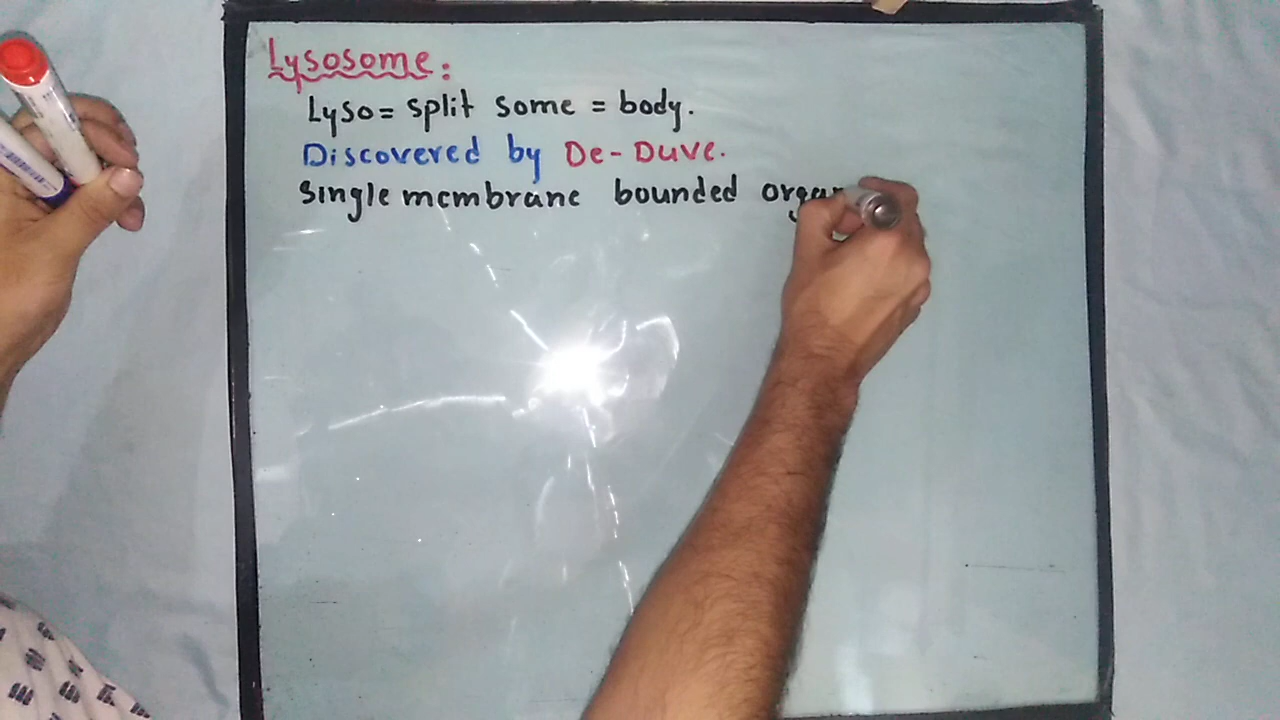 Lysosome:
Lyso= split some = body.
Discovered by De-Duve.
Single membrane bounded